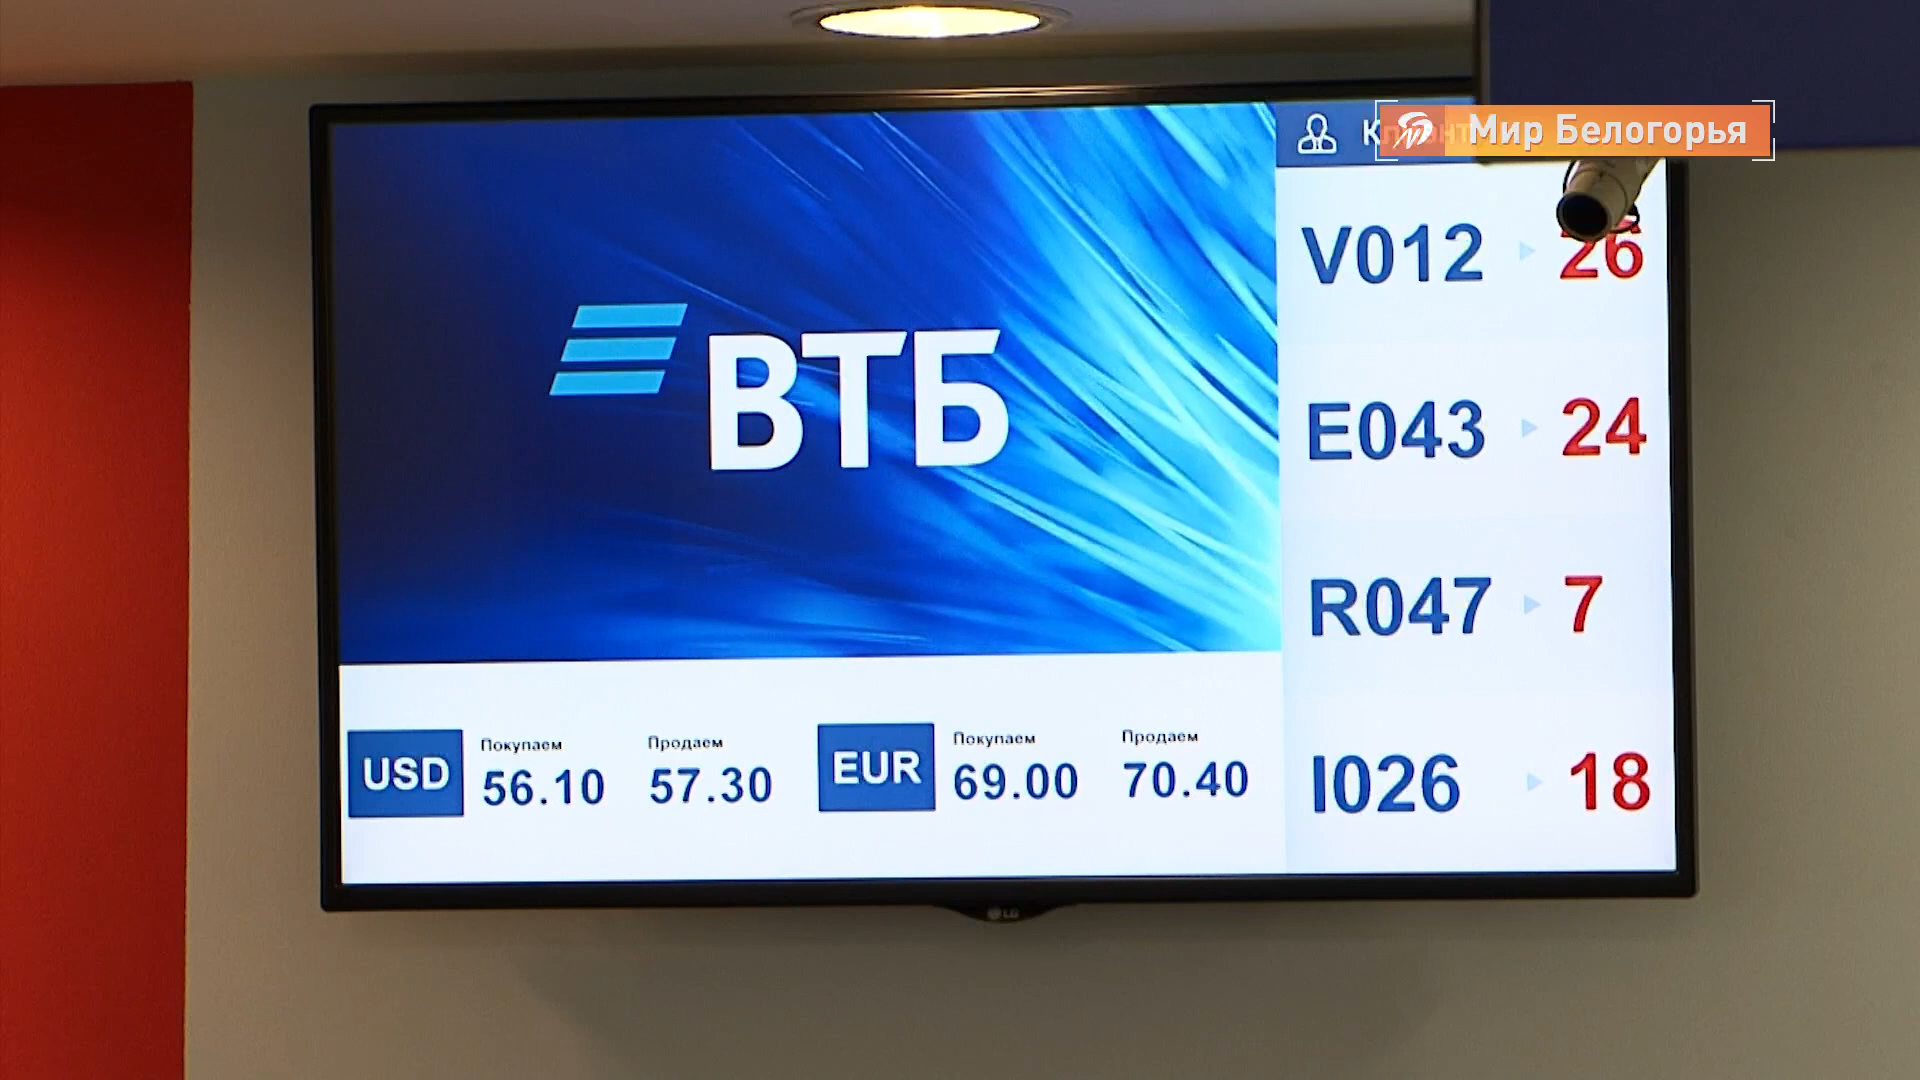 Мир Белогорья
V012 26
ВТБ
E043 24
R047 7
I026 18
USD Покупаем 56.10 Продаем 57.30
EUR Покупаем 69.00 Продаем 70.40
LG